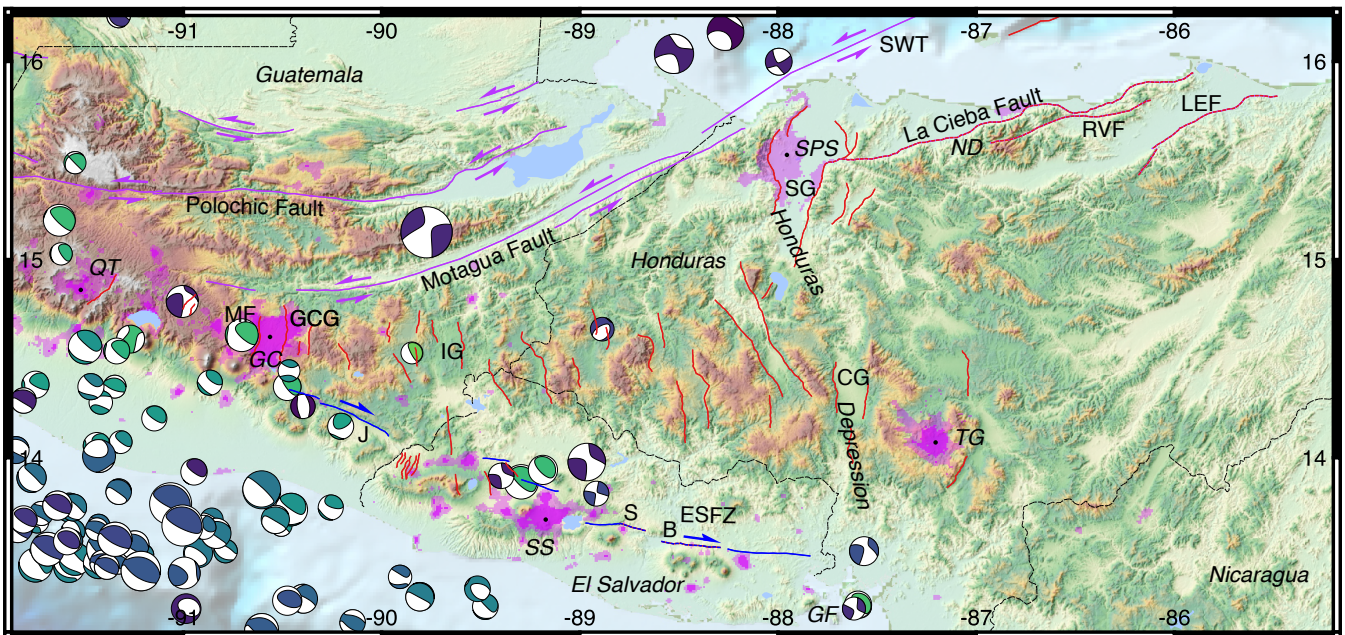 -91 -90 -89 -88 -87 -86
16 16
SWT
Guatemala
LEF
La Cieba Fault
RVF
SPS
ND
SG
Polochic Fault
Honduras Depression
Motagua Fault
Honduras
15 15
QT
MF
GCG
GC
IG
CG
J
TG
14 14
S
ESFZ
B
SS
El Salvador
Nicaragua
GF
-91 -90 -89 -88 -87 -86